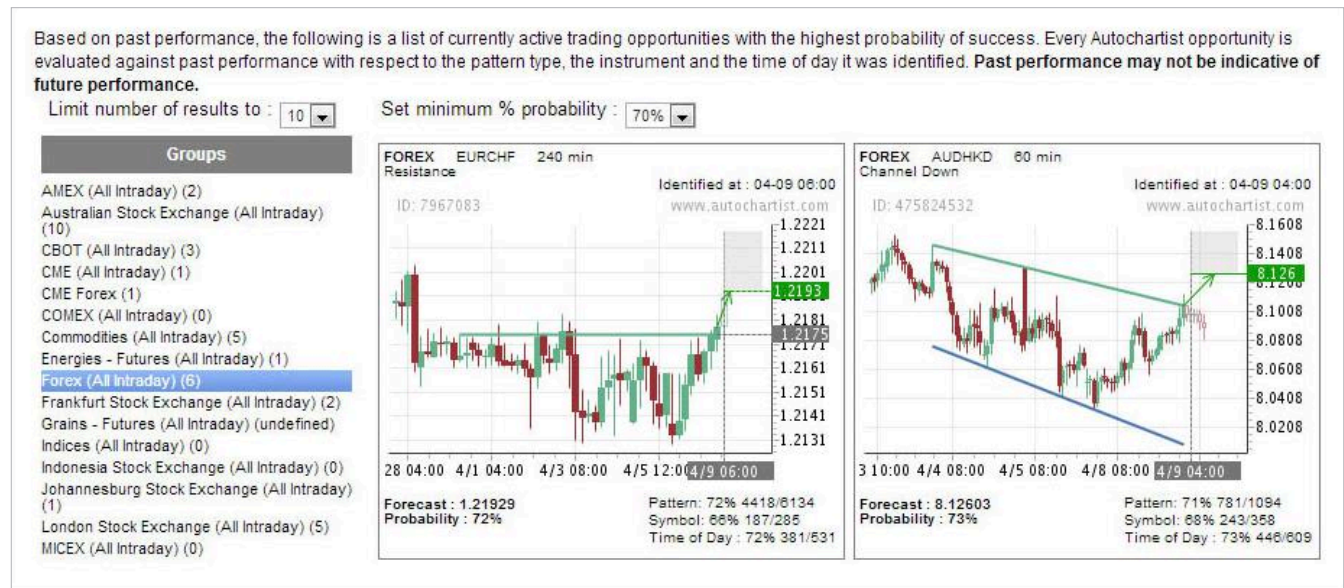 Based on past performance, the following is a list of currently active trading opportunities with the highest probability of success. Every Autochartist opportunity is
evaluated against past performance with respect to the pattern type, the instrument and the time of day it was identified. Past performance may not be indicative of
future performance.
Limit number of results to : 10
Set minimum % probability : 70%
Groups
AMEX (All Intraday) (2)
Australian Stock Exchange (All Intraday)
(10)
CBOT (All Intraday) (3)
CME (All Intraday) (1)
CME Forex (1)
COMEX (All Intraday) (0)
Commodities (All Intraday) (5)
Energies - Futures (All Intraday) (1)
Forex (All Intraday) (6)
Frankfurt Stock Exchange (All Intraday) (2)
Grains - Futures (All Intraday) (undefined)
Indices (All Intraday) (0)
Indonesia Stock Exchange (All Intraday) (0)
Johannesburg Stock Exchange (All Intraday)
(1)
London Stock Exchange (All Intraday) (5)
MICEX (All Intraday) (0)
FOREX EURCHF 240 min
Resistance
Identified at : 04-09 06:00
ID: 7967083
www.autochartist.com
1.2221
1.2211
1.2201
1.2193
1.2181
1.2175
1.2171
1.2161
1.2151
1.2141
1.2131
28 04:00 4/1 04:00 4/3 08:00 4/5 12:00 4/9 06:00
Forecast : 1.21929
Probability : 72%
Pattern: 72% 4418/6134
Symbol: 66% 187/285
Time of Day : 72% 381/531
FOREX AUDHKD 60 min
Channel Down
Identified at : 04-09 04:00
ID: 475824532
www.autochartist.com
8.1608
8.1408
8.126
8.1208
8.1008
8.0808
8.0608
8.0408
8.0208
3 10:00 4/4 08:00 4/5 08:00 4/8 08:00 4/9 04:00
Forecast : 8.12603
Probability : 73%
Pattern: 71% 781/1094
Symbol: 68% 243/358
Time of Day : 73% 446/609